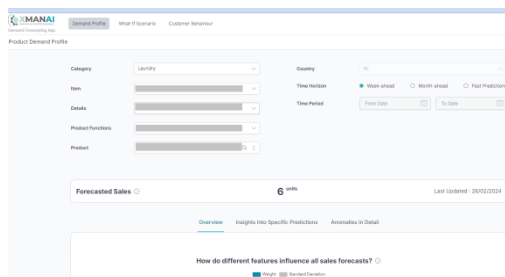 XMANAI
Demand Forecasting App
Demand Profile
What If Scenario
Customer Behaviour
Product Demand Profile
Category
Laundry
Country
All
Item
Time Horizon
Week ahead
Month-ahead
Past Prediction
Details
Time Period
From Date
To Date
Product Functions
Product
Forecasted Sales
6 units
Last Updated : 26/02/2024
Overview
Insights Into Specific Predictions
Anomalies In Detail
How do different features influence all sales forecasts?
Weight
Standard Deviation